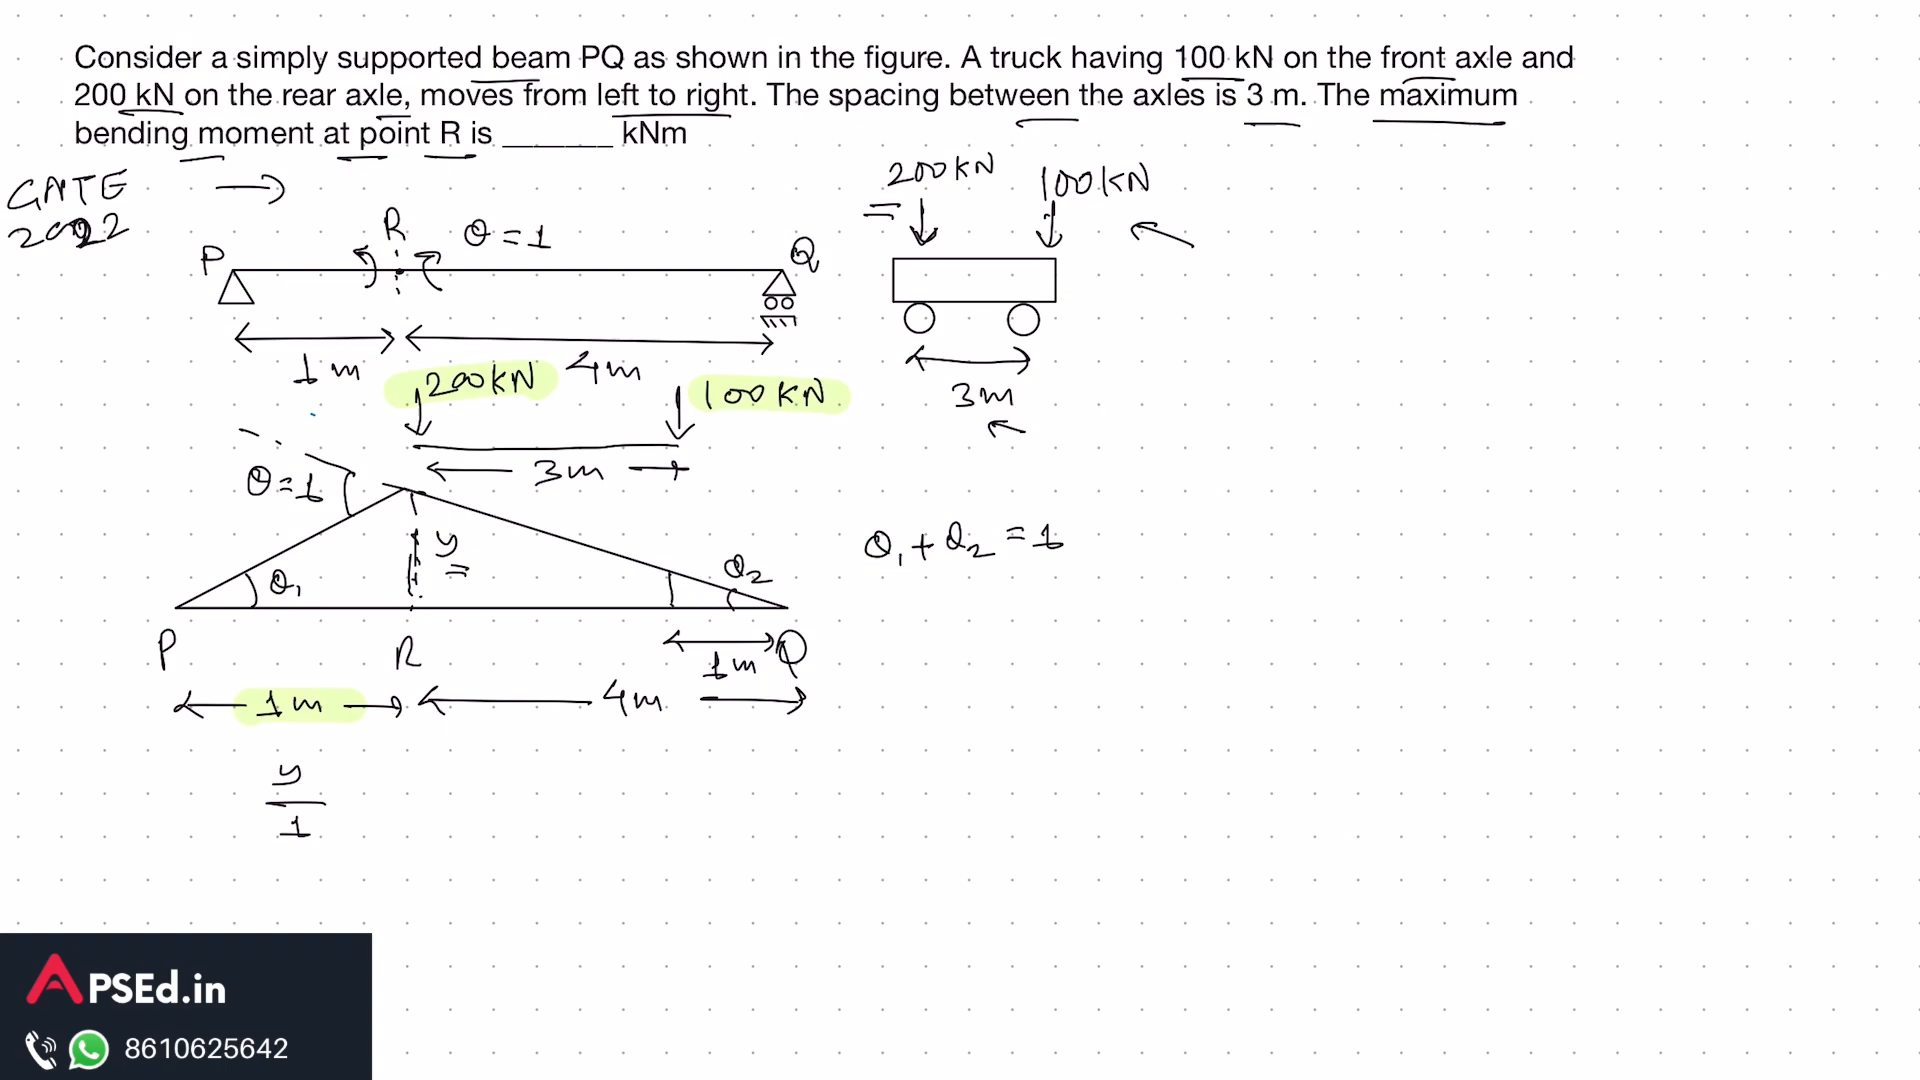 Consider a simply supported beam PQ as shown in the figure. A truck having 100 kN on the front axle and
200 kN on the rear axle, moves from left to right. The spacing between the axles is 3 m. The maximum
bending moment at point R is _______ kNm
GATE
2022
200KN
100KN
R
θ = 1
P
Q
1m
4m
3m
200KN
100KN
3m
θ = 1
y
θ1
θ2
θ1 + θ2 = 1
P
R
1m
Q
1m
4m
y
1
APSEd.in
8610625642